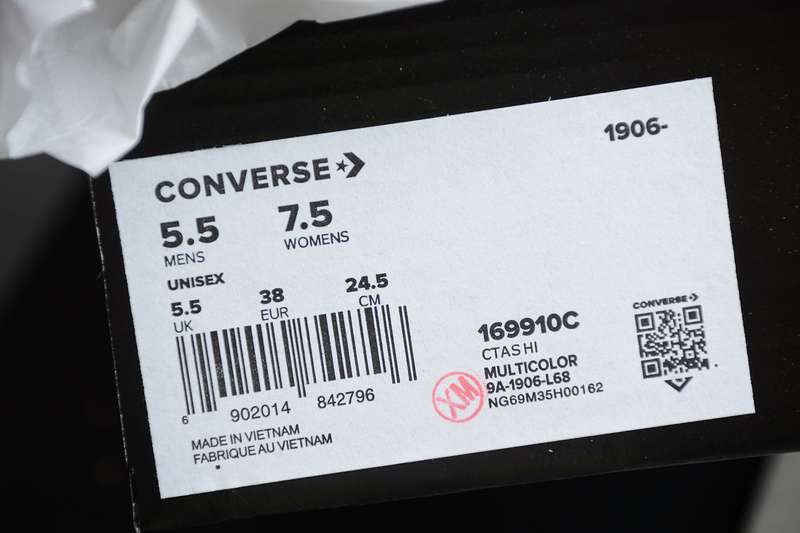 1906-
CONVERSE
5.5 7.5
MENS WOMENS
UNISEX
5.5 38 24.5
UK EUR CM
6 902014 842796
MADE IN VIETNAM
FABRIQUE AU VIETNAM
169910C
CTAS HI
MULTICOLOR
9A-1906-L68
NG69M35H00162
XM
CONVERSE